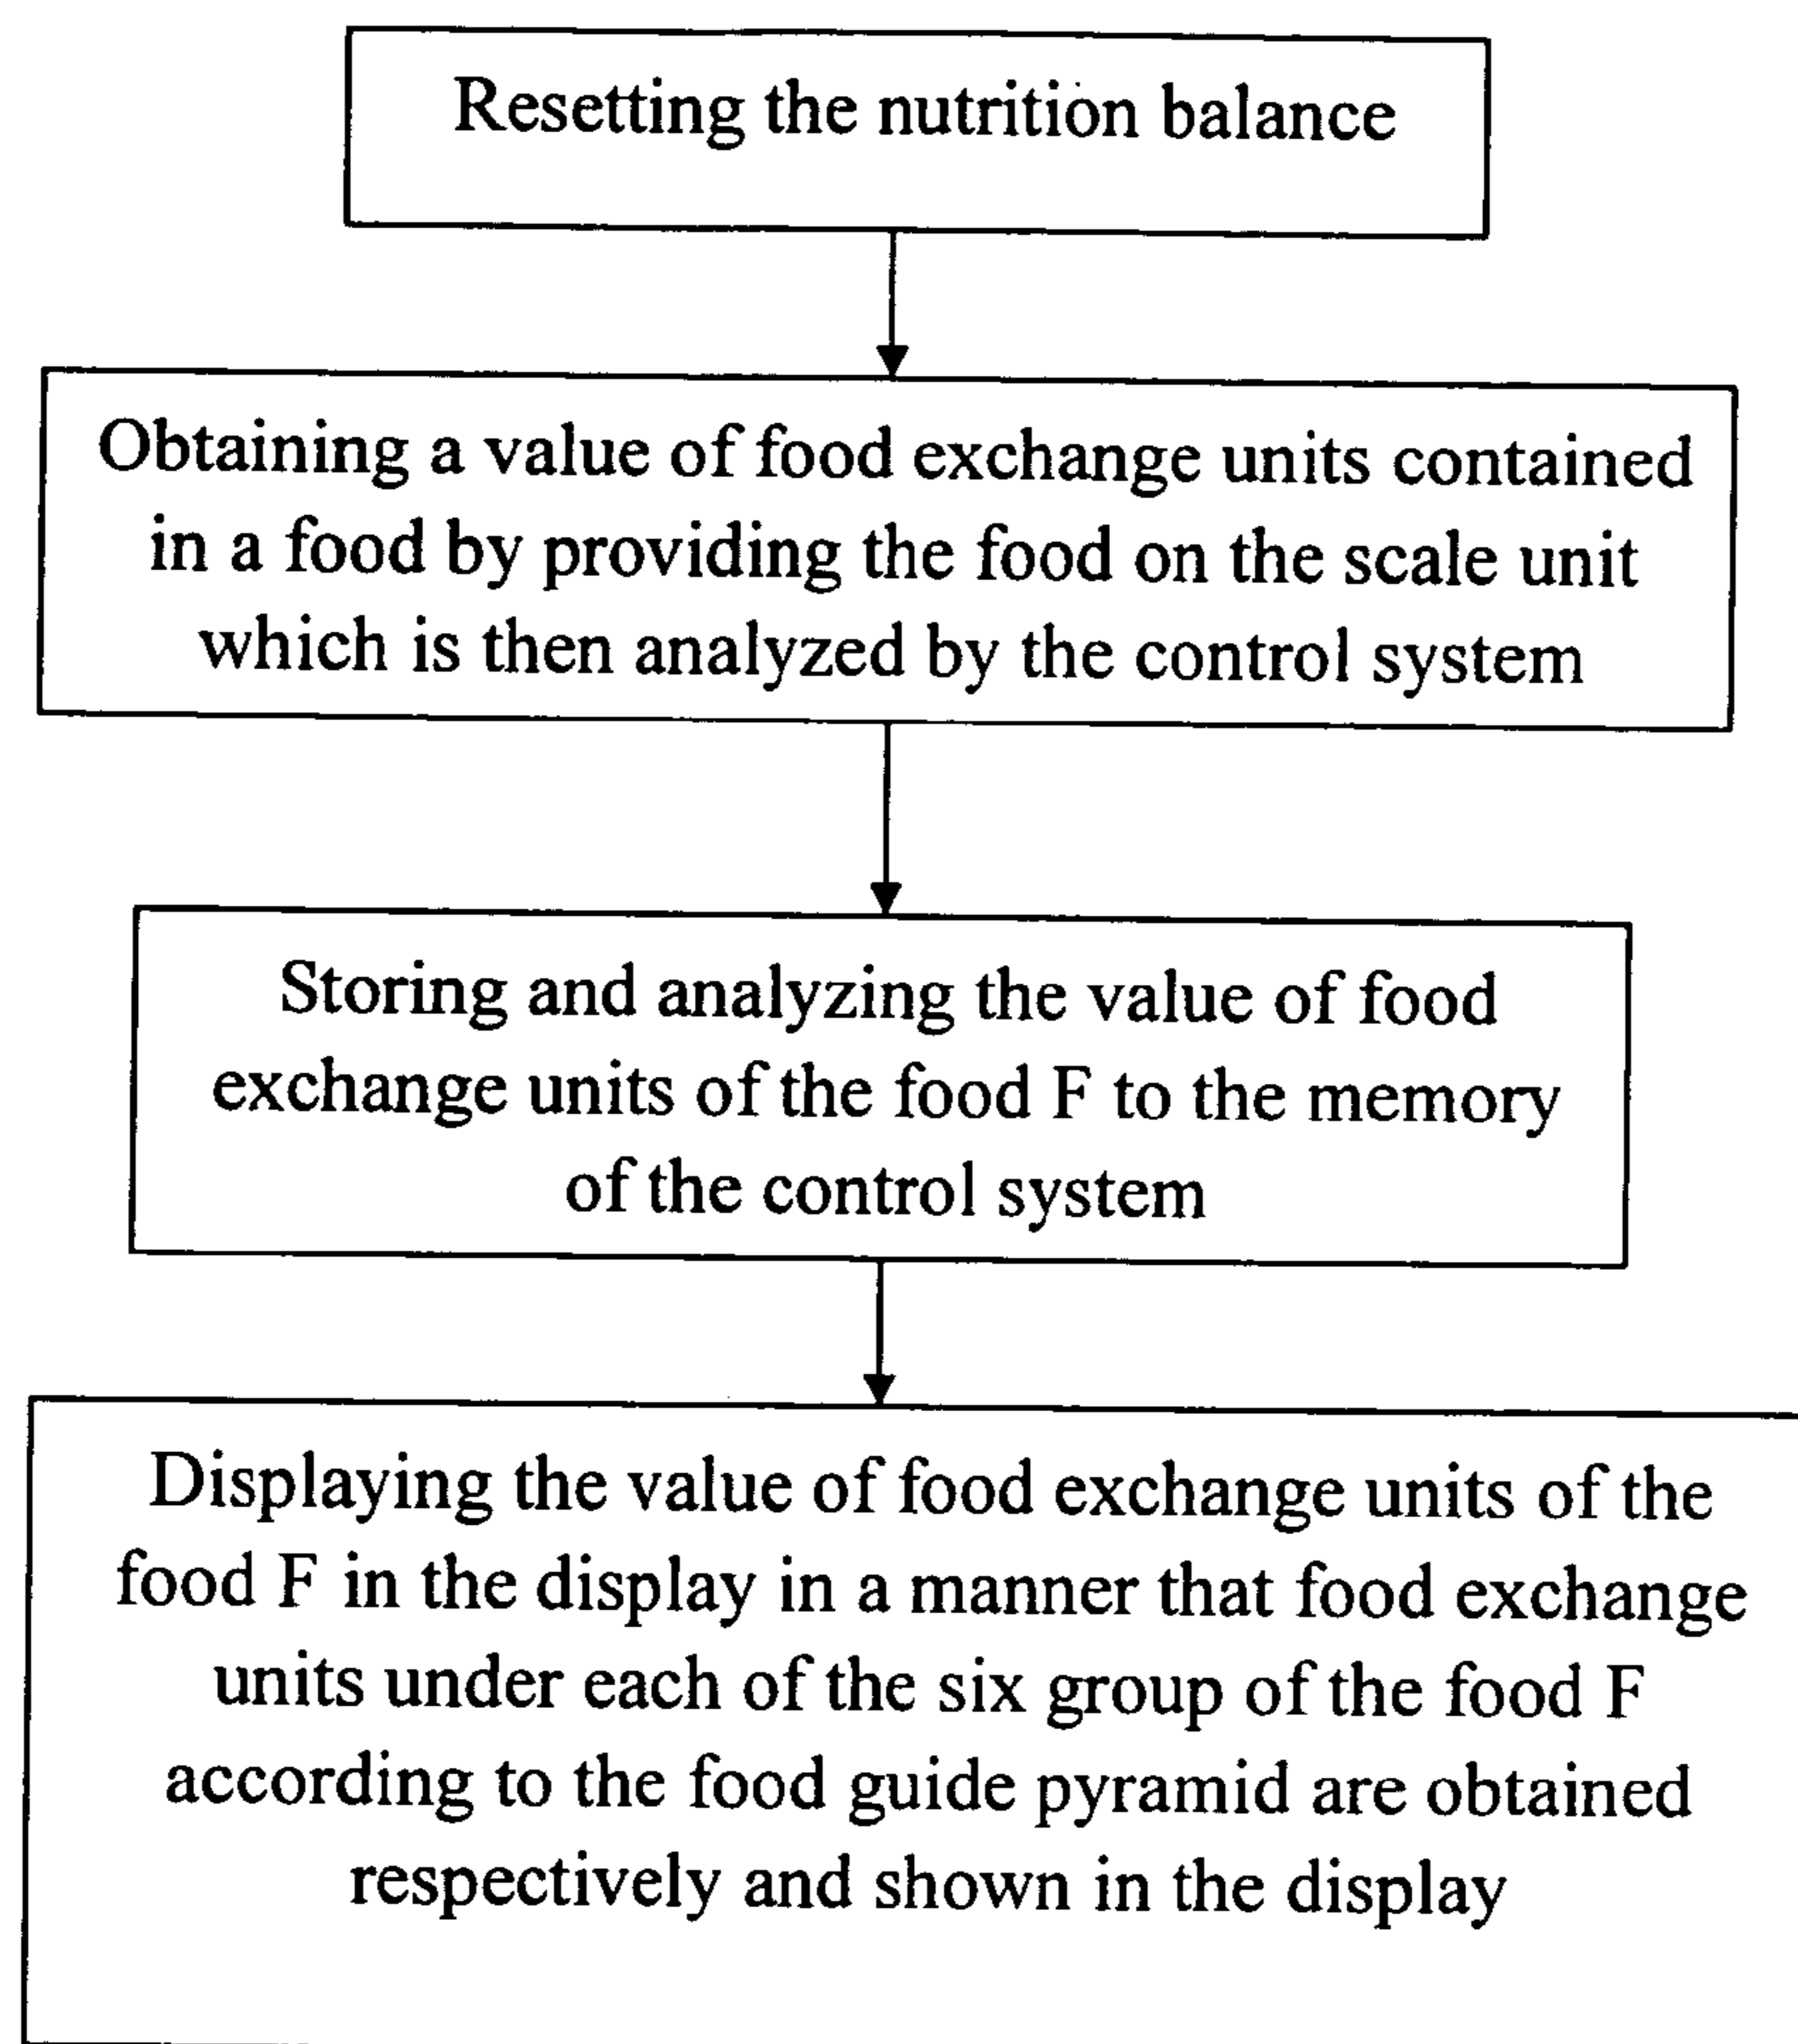 Resetting the nutrition balance
Obtaining a value of food exchange units contained
in a food by providing the food on the scale unit
which is then analyzed by the control system
Storing and analyzing the value of food
exchange units of the food F to the memory
of the control system
Displaying the value of food exchange units of the
food F in the display in a manner that food exchange
units under each of the six group of the food F
according to the food guide pyramid are obtained
respectively and shown in the display